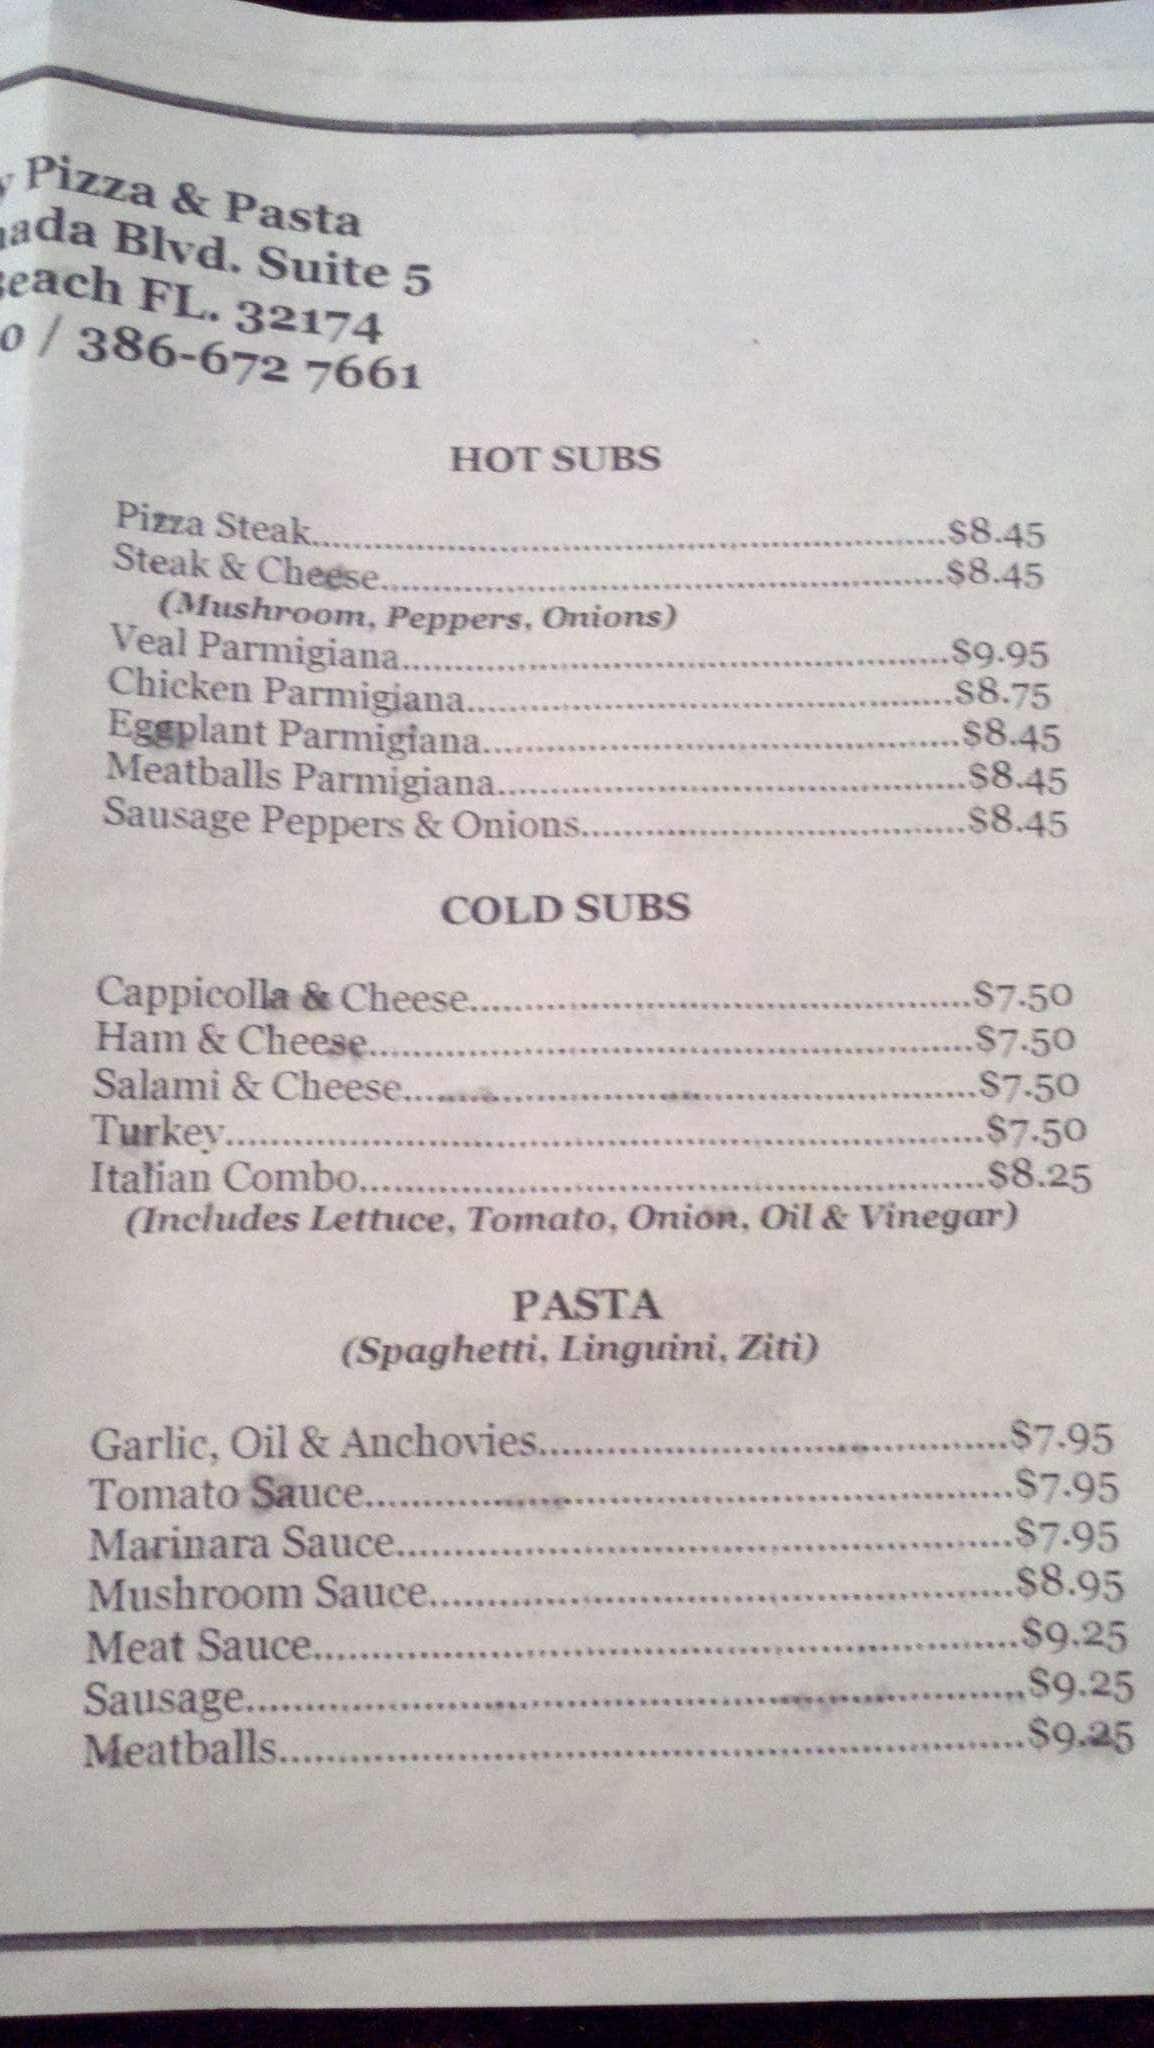 Pizza & Pasta
Blvd. Suite 5
FL. 32174
/ 386-672 7661
HOT SUBS
Pizza Steak.....$8.45
Steak & Cheese.....$8.45
(Mushroom, Peppers, Onions)
Veal Parmigiana.....$9.95
Chicken Parmigiana.....$8.75
Eggplant Parmigiana.....$8.45
Meatballs Parmigiana.....$8.45
Sausage Peppers & Onions.....$8.45
COLD SUBS
Cappicolla & Cheese.....$7.50
Ham & Cheese.....$7.50
Salami & Cheese.....$7.50
Turkey.....$7.50
Italian Combo.....$8.25
(Includes Lettuce, Tomato, Onion, Oil & Vinegar)
PASTA
(Spaghetti, Linguini, Ziti)
Garlic, Oil & Anchovies.....$7.95
Tomato Sauce.....$7.95
Marinara Sauce.....$7.95
Mushroom Sauce.....$8.95
Meat Sauce.....$9.25
Sausage.....$9.25
Meatballs.....$9.25